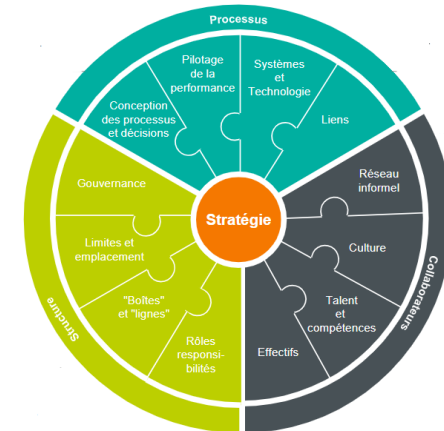 Processus
Pilotage
de la
performance
Systèmes
et
Technologie
Conception
des processus
et décisions
Liens
Réseau
informel
Gouvernance
Stratégie
Culture
Limites et
emplacement
Talent
et
compétences
"Boîtes"
et "lignes"
Rôles
responsi-
bilités
Effectifs
Structure
Collaborateurs